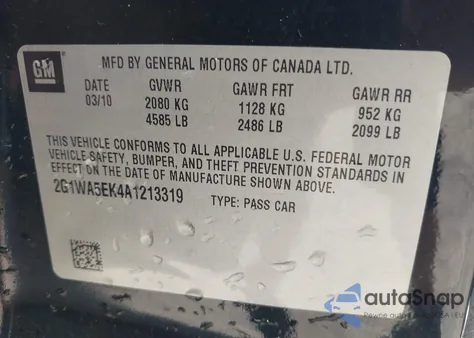 GM
MFD BY GENERAL MOTORS OF CANADA LTD.
DATE GVWR GAWR FRT GAWR RR
03/10 2080 KG 1128 KG 952 KG
4585 LB 2486 LB 2099 LB
THIS VEHICLE CONFORMS TO ALL APPLICABLE U.S. FEDERAL MOTOR
VEHICLE SAFETY, BUMPER, AND THEFT PREVENTION STANDARDS IN
EFFECT ON THE DATE OF MANUFACTURE SHOWN ABOVE.
2G1WA5EK4A1213319 TYPE: PASS CAR
autoSnap
Pewne auto